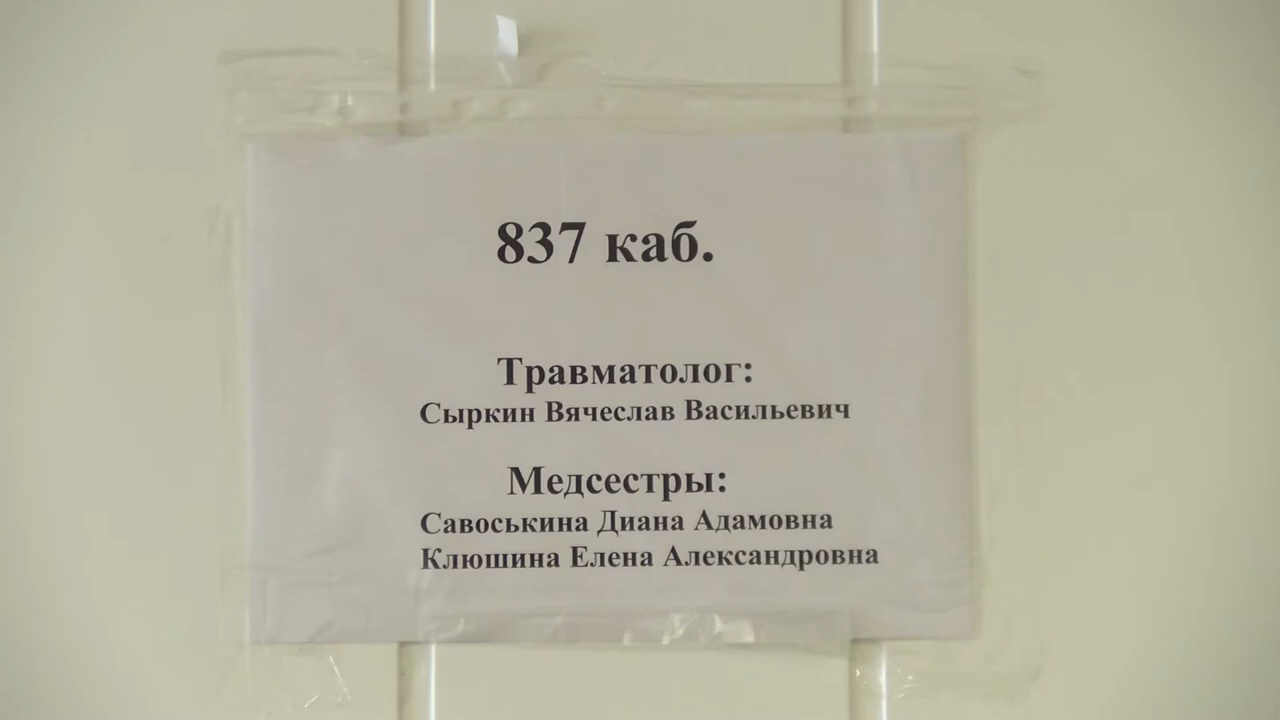 837 каб.
Травматолог:
Сыркин Вячеслав Васильевич
Медсестры:
Савоськина Диана Адамовна
Клюшина Елена Александровна